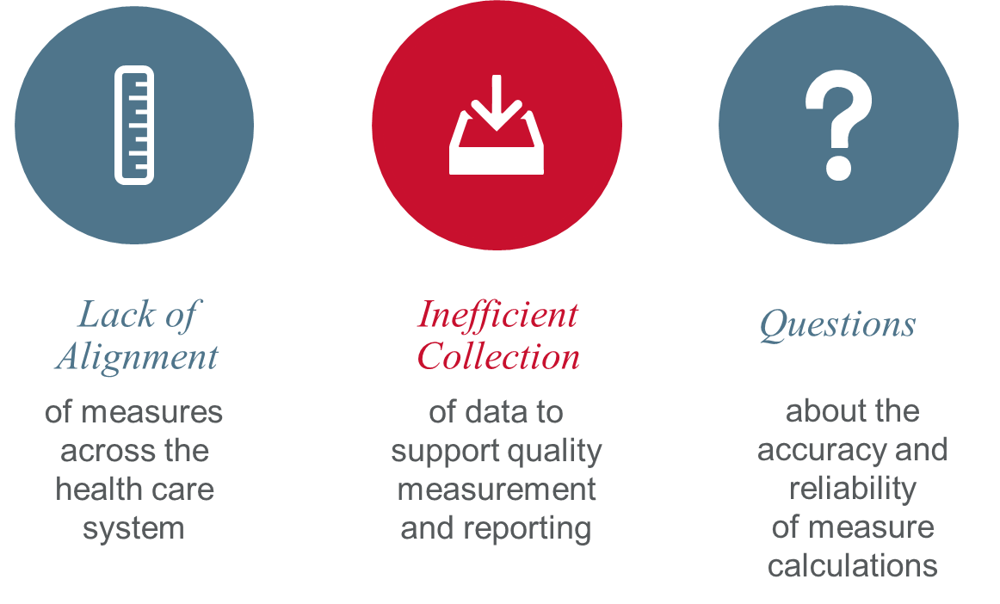 Lack of
Alignment
of measures
across the
health care
system
Inefficient
Collection
of data to
support quality
measurement
and reporting
Questions
about the
accuracy and
reliability
of measure
calculations